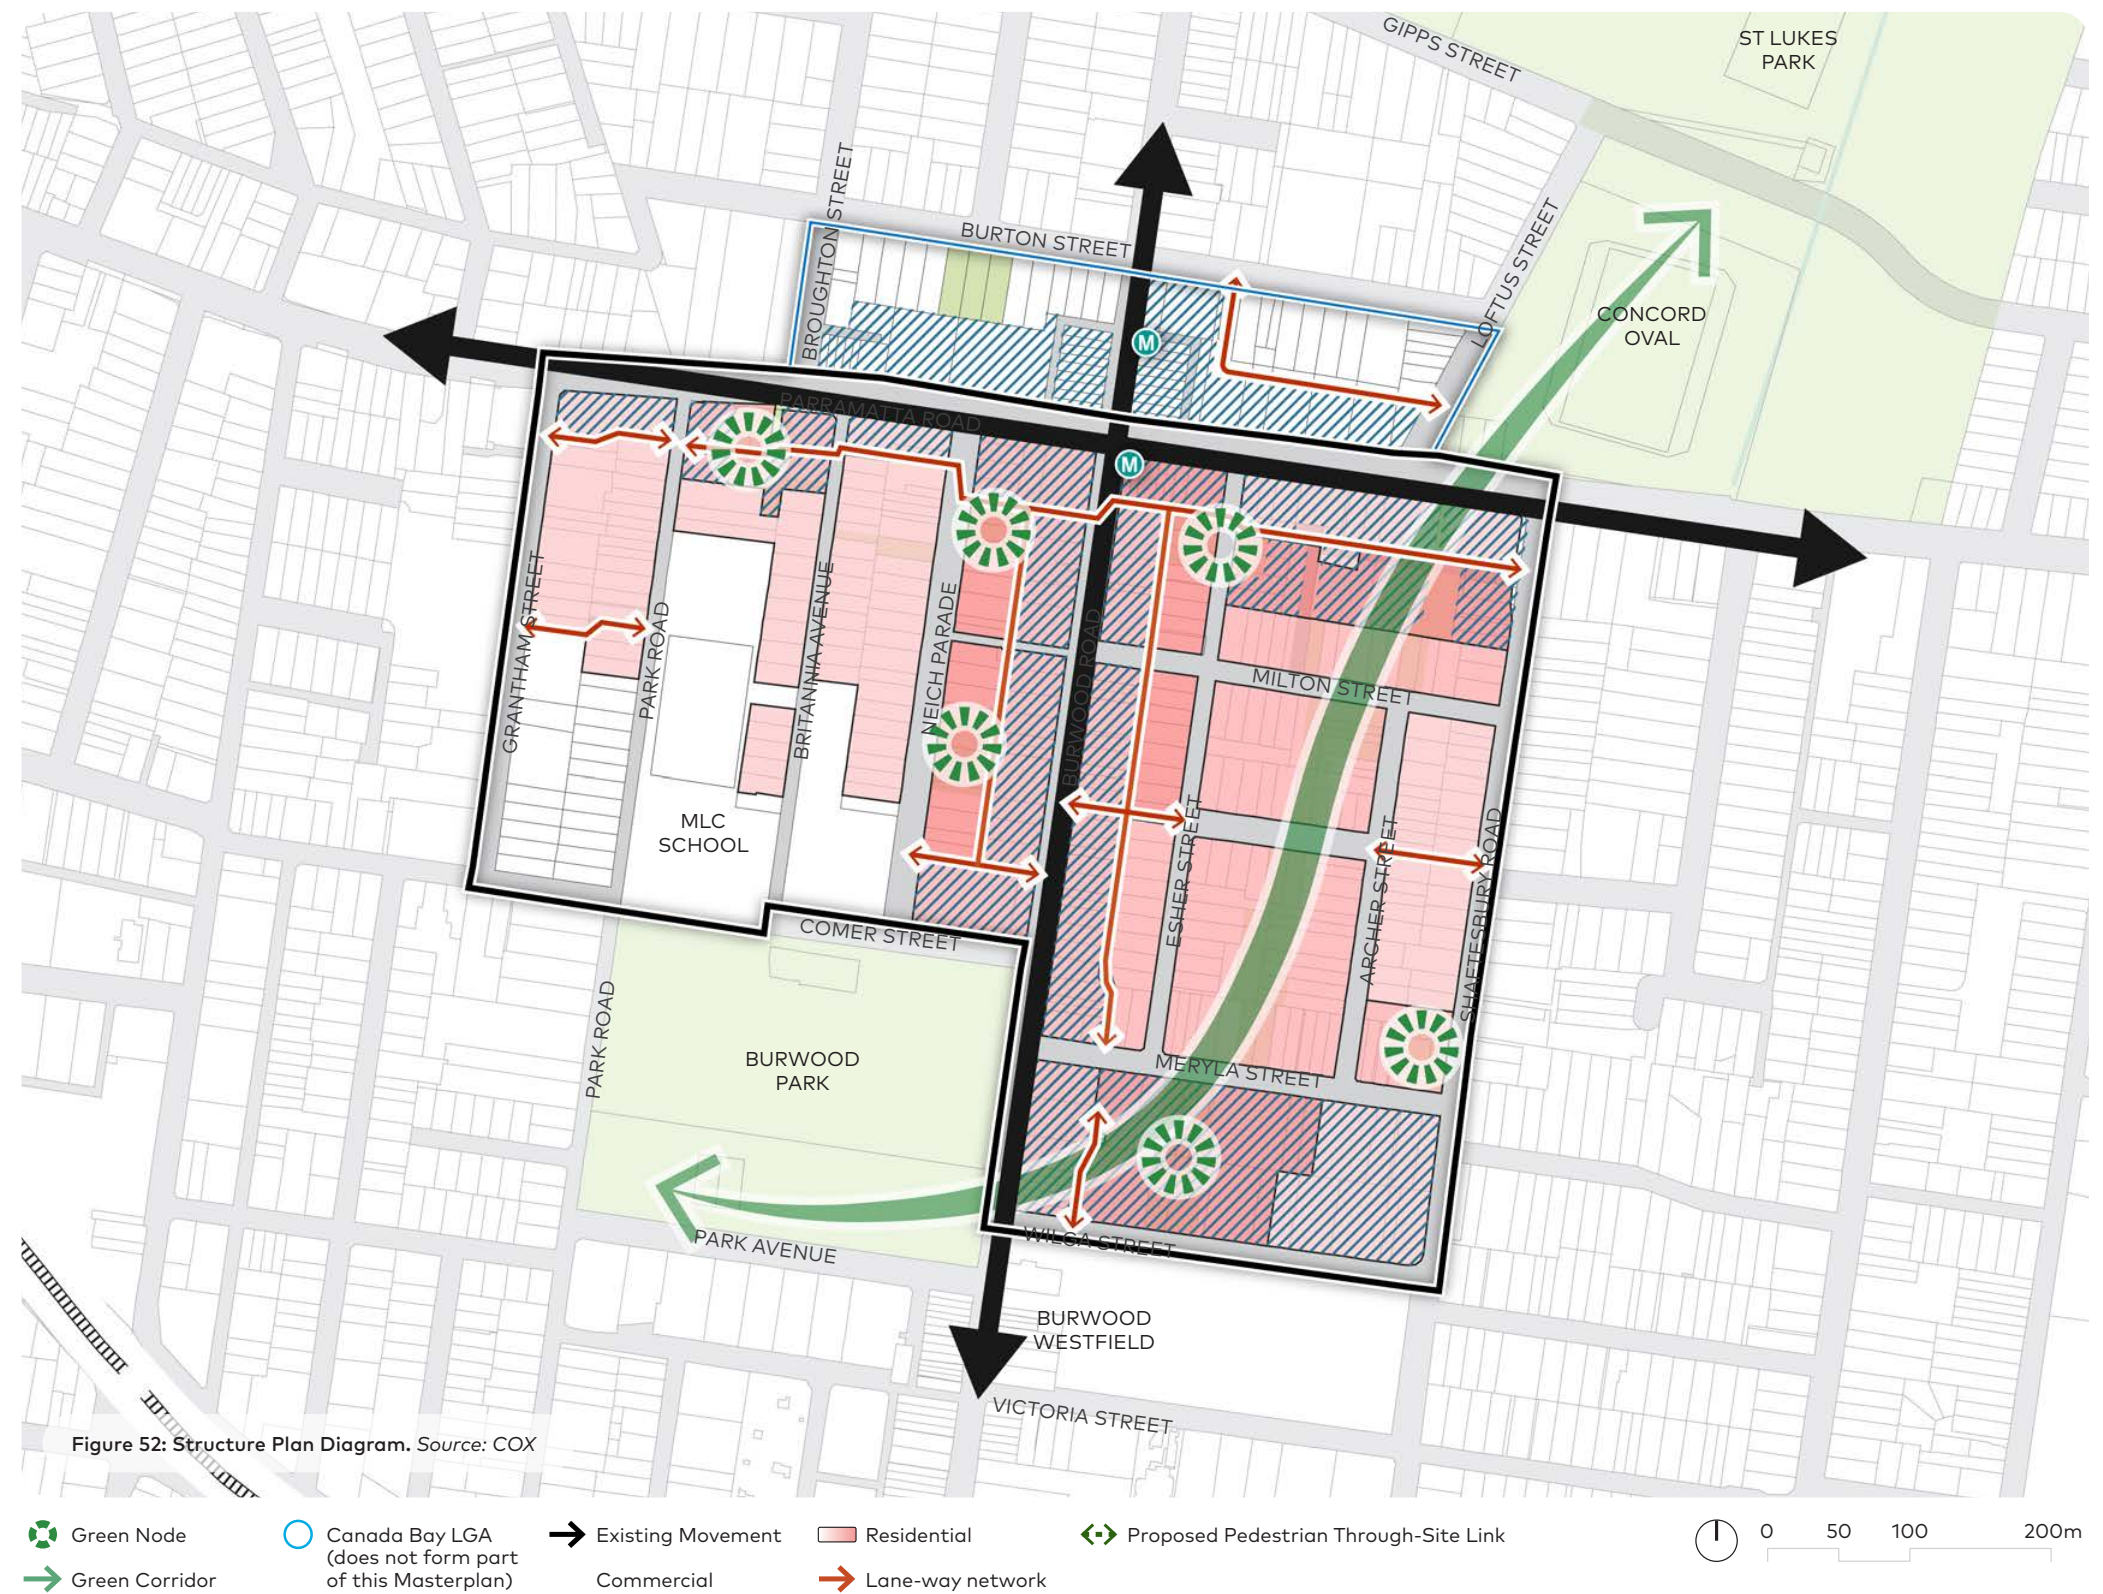 GIPPS STREET
ST LUKES
PARK
BROUGHTON STREET
BURTON STREET
LOFTUS STREET
CONCORD
OVAL
M
PARRAMATTA ROAD
M
GRANTHAM STREET
PARK ROAD
BRITANNIA AVENUE
NEICH PARADE
BURWOOD ROAD
MILTON STREET
MLC
SCHOOL
ESHER STREET
ARCHER STREET
SHAFTESBURY ROAD
COMER STREET
PARK ROAD
BURWOOD
PARK
MERYLA STREET
PARK AVENUE
WILGA STREET
BURWOOD
WESTFIELD
VICTORIA STREET
Figure 52: Structure Plan Diagram. Source: COX
Green Node
Green Corridor
Canada Bay LGA
(does not form part
of this Masterplan)
Existing Movement
Commercial
Residential
Lane-way network
Proposed Pedestrian Through-Site Link
0 50 100 200m